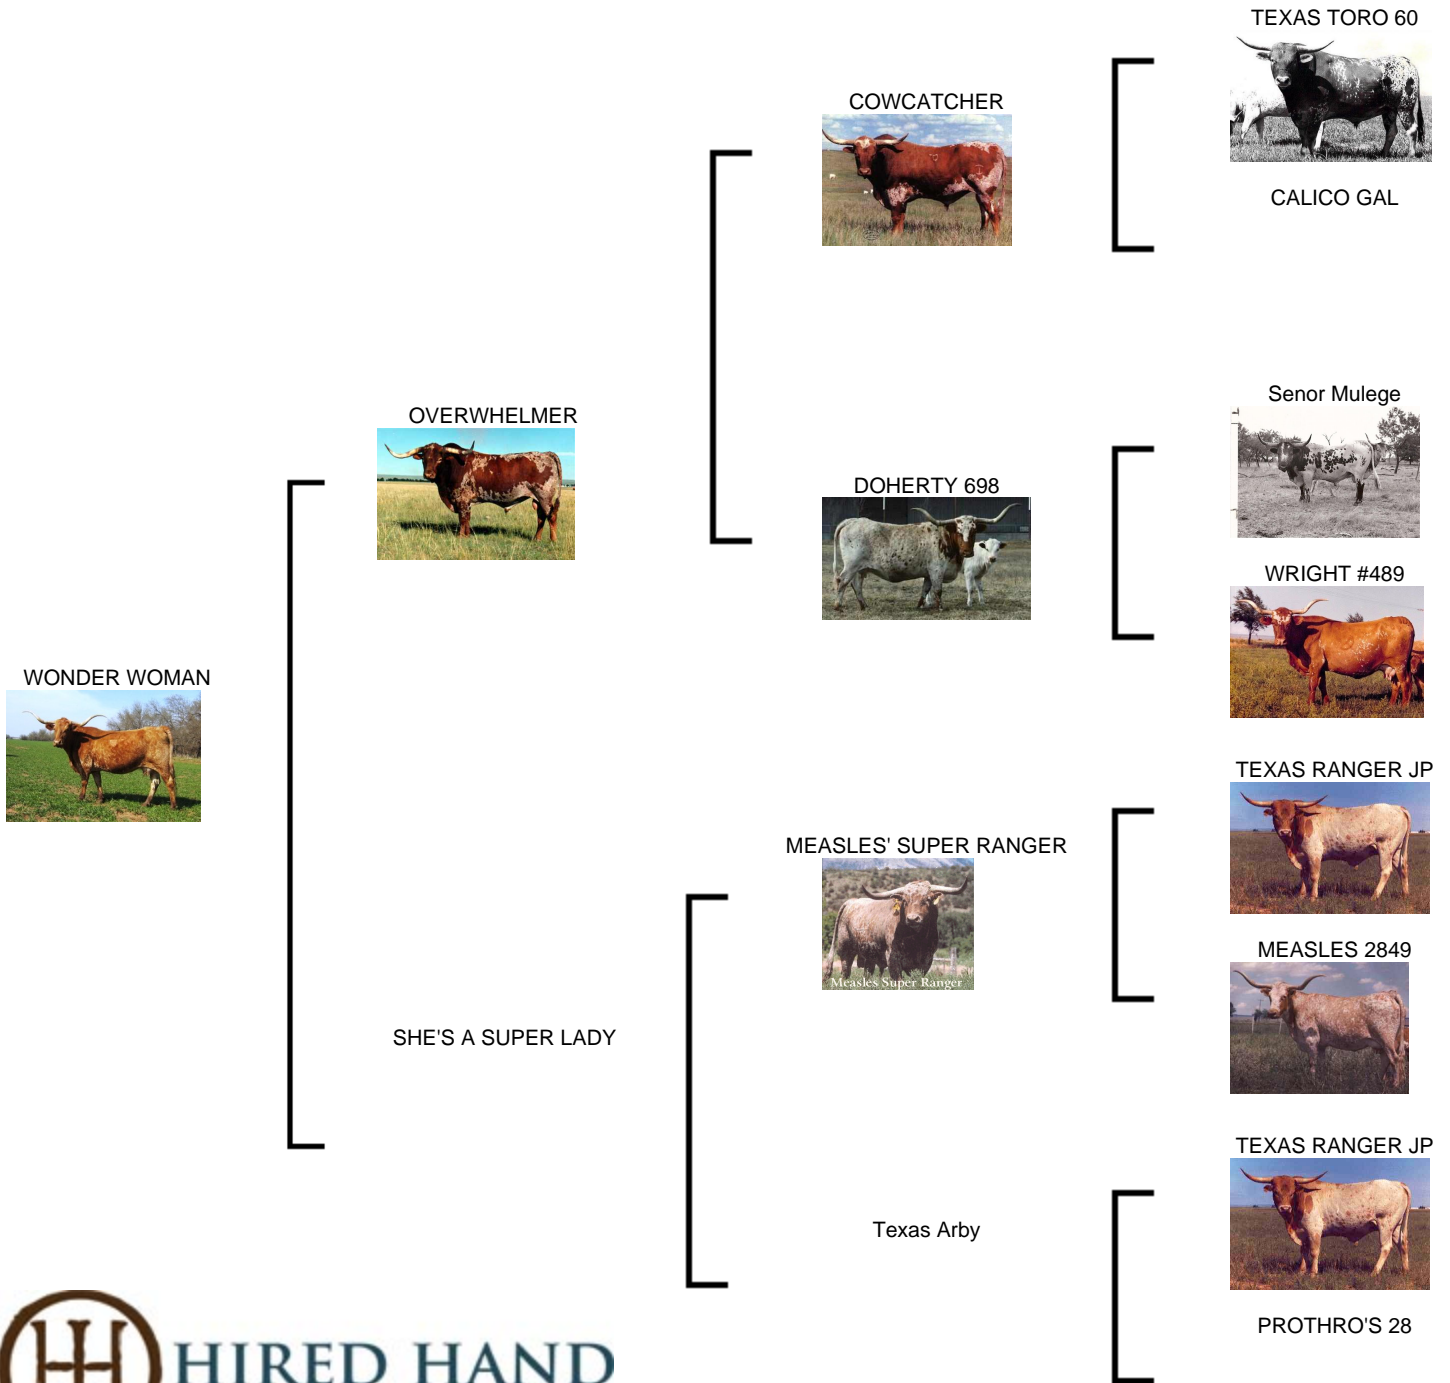 TEXAS TORO 60
COWCATCHER
CALICO GAL
Senor Mulege
OVERWHELMER
DOHERTY 698
WRIGHT #489
WONDER WOMAN
TEXAS RANGER JP
MEASLES' SUPER RANGER
Measles Super Ranger
MEASLES 2849
SHE'S A SUPER LADY
TEXAS RANGER JP
Texas Arby
PROTHRO'S 28
HIRED HAND